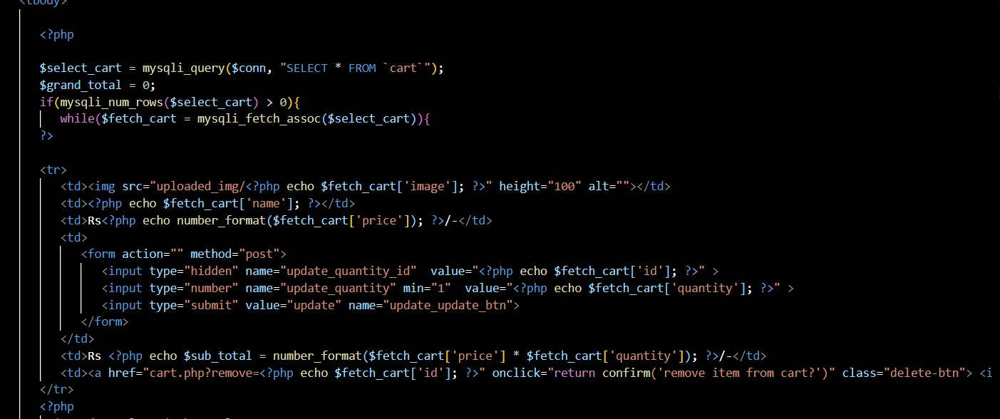 <tbody>
<?php
$select_cart = mysqli_query($conn, "SELECT * FROM `cart`");
$grand_total = 0;
if(mysqli_num_rows($select_cart) > 0){
while($fetch_cart = mysqli_fetch_assoc($select_cart)){
?>
<tr>
<td><img src="uploaded_img/<?php echo $fetch_cart['image']; ?>" height="100" alt=""></td>
<td><?php echo $fetch_cart['name']; ?></td>
<td>Rs<?php echo number_format($fetch_cart['price']); ?>/-</td>
<td>
<form action="" method="post">
<input type="hidden" name="update_quantity_id"  value="<?php echo $fetch_cart['id']; ?>" >
<input type="number" name="update_quantity" min="1"  value="<?php echo $fetch_cart['quantity']; ?>" >
<input type="submit" value="update" name="update_update_btn">
</form>
</td>
<td>Rs <?php echo $sub_total = number_format($fetch_cart['price'] * $fetch_cart['quantity']); ?>/-</td>
<td><a href="cart.php?remove=<?php echo $fetch_cart['id']; ?>" onclick="return confirm('remove item from cart?')" class="delete-btn"> <i
</tr>
<?php